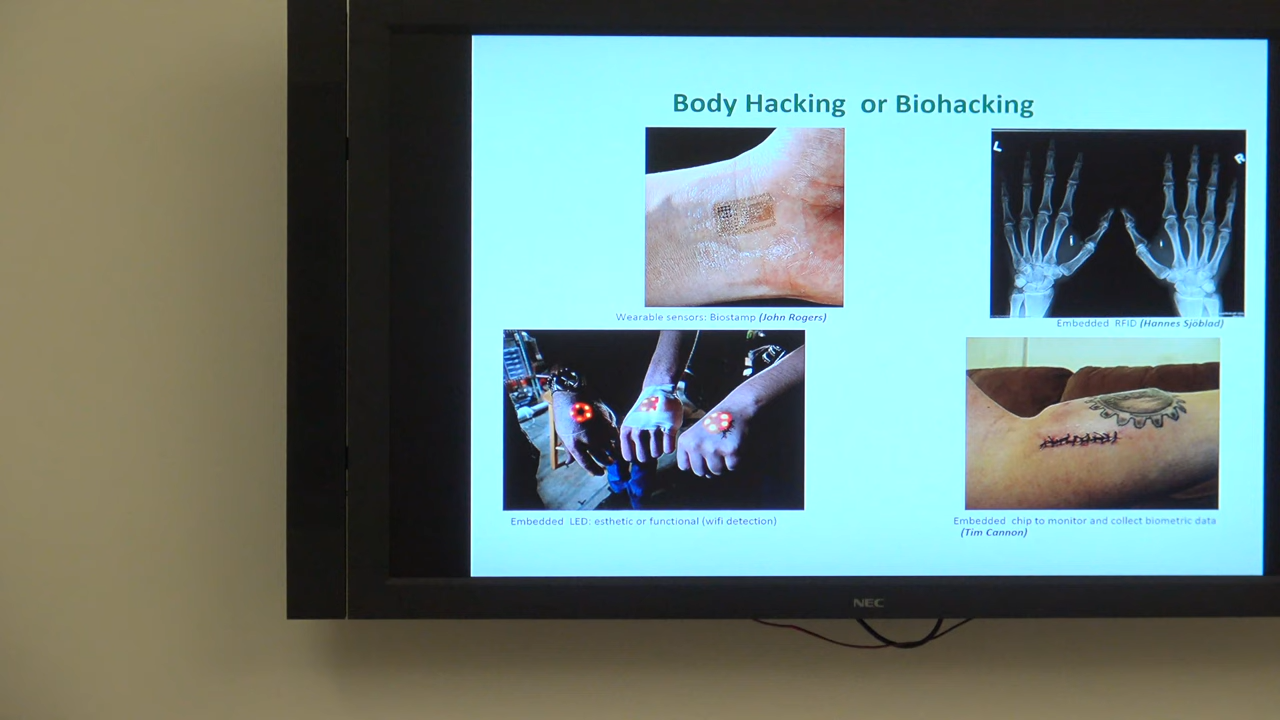 Body Hacking or Biohacking
L
R
Wearable sensors: Biostamp (John Rogers)
Embedded RFID (Hannes Sjöblad)
Embedded LED: esthetic or functional (wifi detection)
Embedded chip to monitor and collect biometric data
(Tim Cannon)
NEC